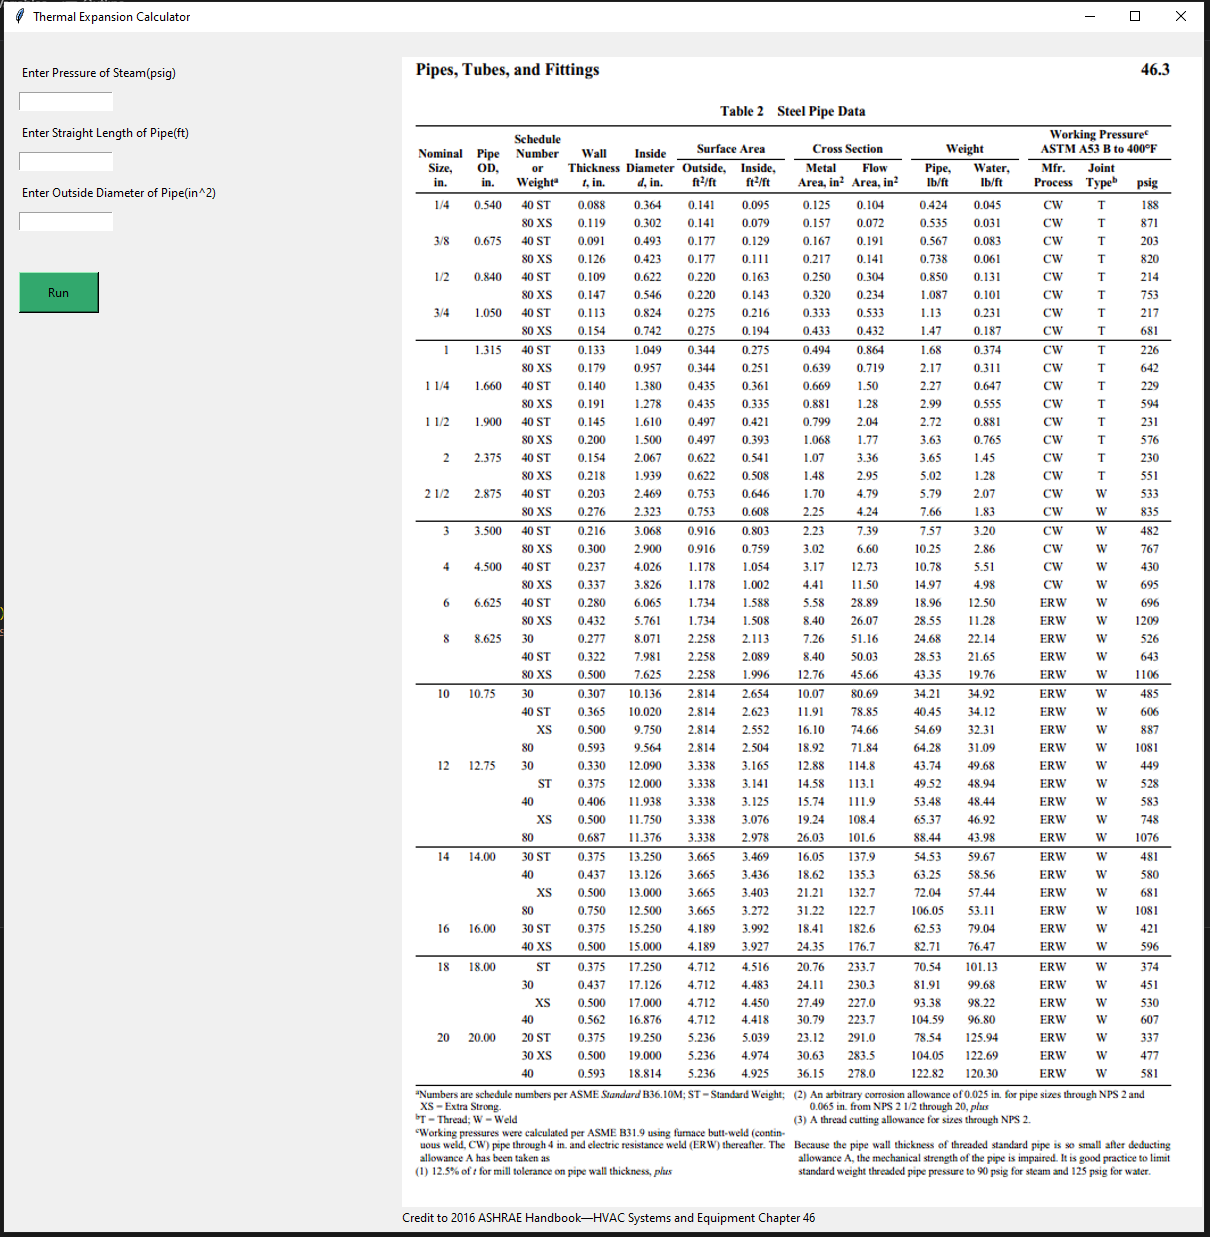 Thermal Expansion Calculator
Enter Pressure of Steam(psig)
Enter Straight Length of Pipe(ft)
Enter Outside Diameter of Pipe(in^2)
Run
Pipes, Tubes, and Fittings 46.3
Table 2 Steel Pipe Data
Nominal Size, in. Pipe OD, in. Schedule Number or Weightᵃ Wall Thickness t, in. Inside Diameter d, in. Surface Area Outside, ft²/ft Inside, ft²/ft Cross Section Metal Area, in² Flow Area, in² Weight Pipe, lb/ft Water, lb/ft Working Pressureᶜ ASTM A53 B to 400°F Mfr. Process Joint Typeᵇ psig
1/4 0.540 40 ST 0.088 0.364 0.141 0.095 0.125 0.104 0.424 0.045 CW T 188
80 XS 0.119 0.302 0.141 0.079 0.157 0.072 0.535 0.031 CW T 871
3/8 0.675 40 ST 0.091 0.493 0.177 0.129 0.167 0.191 0.567 0.083 CW T 203
80 XS 0.126 0.423 0.177 0.111 0.217 0.141 0.738 0.061 CW T 820
1/2 0.840 40 ST 0.109 0.622 0.220 0.163 0.250 0.304 0.850 0.131 CW T 214
80 XS 0.147 0.546 0.220 0.143 0.320 0.234 1.087 0.101 CW T 753
3/4 1.050 40 ST 0.113 0.824 0.275 0.216 0.333 0.533 1.13 0.231 CW T 217
80 XS 0.154 0.742 0.275 0.194 0.433 0.432 1.47 0.187 CW T 681
1 1.315 40 ST 0.133 1.049 0.344 0.275 0.494 0.864 1.68 0.374 CW T 226
80 XS 0.179 0.957 0.344 0.251 0.639 0.719 2.17 0.311 CW T 642
1 1/4 1.660 40 ST 0.140 1.380 0.435 0.361 0.669 1.50 2.27 0.647 CW T 229
80 XS 0.191 1.278 0.435 0.335 0.881 1.28 2.99 0.555 CW T 594
1 1/2 1.900 40 ST 0.145 1.610 0.497 0.421 0.799 2.04 2.72 0.881 CW T 231
80 XS 0.200 1.500 0.497 0.393 1.068 1.77 3.63 0.765 CW T 576
2 2.375 40 ST 0.154 2.067 0.622 0.541 1.07 3.36 3.65 1.45 CW T 230
80 XS 0.218 1.939 0.622 0.508 1.48 2.95 5.02 1.28 CW T 551
2 1/2 2.875 40 ST 0.203 2.469 0.753 0.646 1.70 4.79 5.79 2.07 CW W 533
80 XS 0.276 2.323 0.753 0.608 2.25 4.24 7.66 1.83 CW W 835
3 3.500 40 ST 0.216 3.068 0.916 0.803 2.23 7.39 7.57 3.20 CW W 482
80 XS 0.300 2.900 0.916 0.759 3.02 6.60 10.25 2.86 CW W 767
4 4.500 40 ST 0.237 4.026 1.178 1.054 3.17 12.73 10.78 5.51 CW W 430
80 XS 0.337 3.826 1.178 1.002 4.41 11.50 14.97 4.98 CW W 695
6 6.625 40 ST 0.280 6.065 1.734 1.588 5.58 28.89 18.96 12.50 ERW W 696
80 XS 0.432 5.761 1.734 1.508 8.40 26.07 28.55 11.28 ERW W 1209
8 8.625 30 0.277 8.071 2.258 2.113 7.26 51.16 24.68 22.14 ERW W 526
40 ST 0.322 7.981 2.258 2.089 8.40 50.03 28.53 21.65 ERW W 643
80 XS 0.500 7.625 2.258 1.996 12.76 45.66 43.35 19.76 ERW W 1106
10 10.75 30 0.307 10.136 2.814 2.654 10.07 80.69 34.21 34.92 ERW W 485
40 ST 0.365 10.020 2.814 2.623 11.91 78.85 40.45 34.12 ERW W 606
XS 0.500 9.750 2.814 2.552 16.10 74.66 54.69 32.31 ERW W 887
80 0.593 9.564 2.814 2.504 18.92 71.84 64.28 31.09 ERW W 1081
12 12.75 30 0.330 12.090 3.338 3.165 12.88 114.8 43.74 49.68 ERW W 449
ST 0.375 12.000 3.338 3.141 14.58 113.1 49.52 48.94 ERW W 528
40 0.406 11.938 3.338 3.125 15.74 111.9 53.48 48.44 ERW W 583
XS 0.500 11.750 3.338 3.076 19.24 108.4 65.37 46.92 ERW W 748
80 0.687 11.376 3.338 2.978 26.03 101.6 88.44 43.98 ERW W 1076
14 14.00 30 ST 0.375 13.250 3.665 3.469 16.05 137.9 54.53 59.67 ERW W 481
40 0.437 13.126 3.665 3.436 18.62 135.3 63.25 58.56 ERW W 580
XS 0.500 13.000 3.665 3.403 21.21 132.7 72.04 57.44 ERW W 681
80 0.750 12.500 3.665 3.272 31.22 122.7 106.05 53.11 ERW W 1081
16 16.00 30 ST 0.375 15.250 4.189 3.992 18.41 182.6 62.53 79.04 ERW W 421
40 XS 0.500 15.000 4.189 3.927 24.35 176.7 82.71 76.47 ERW W 596
18 18.00 ST 0.375 17.250 4.712 4.516 20.76 233.7 70.54 101.13 ERW W 374
30 0.437 17.126 4.712 4.483 24.11 230.3 81.91 99.68 ERW W 451
XS 0.500 17.000 4.712 4.450 27.49 227.0 93.38 98.22 ERW W 530
40 0.562 16.876 4.712 4.418 30.79 223.7 104.59 96.80 ERW W 607
20 20.00 20 ST 0.375 19.250 5.236 5.039 23.12 291.0 78.54 125.94 ERW W 337
30 XS 0.500 19.000 5.236 4.974 30.63 283.5 104.05 122.69 ERW W 477
40 0.593 18.814 5.236 4.925 36.15 278.0 122.82 120.30 ERW W 581
ᵃNumbers are schedule numbers per ASME Standard B36.10M; ST = Standard Weight;
XS = Extra Strong.
ᵇT = Thread; W = Weld
ᶜWorking pressures were calculated per ASME B31.9 using furnace butt-weld (contin-
uous weld, CW) pipe through 4 in. and electric resistance weld (ERW) thereafter. The
allowance A has been taken as
(1) 12.5% of t for mill tolerance on pipe wall thickness, plus
(2) An arbitrary corrosion allowance of 0.025 in. for pipe sizes through NPS 2 and
0.065 in. from NPS 2 1/2 through 20, plus
(3) A thread cutting allowance for sizes through NPS 2.
Because the pipe wall thickness of threaded standard pipe is so small after deducting
allowance A, the mechanical strength of the pipe is impaired. It is good practice to limit
standard weight threaded pipe pressure to 90 psig for steam and 125 psig for water.
Credit to 2016 ASHRAE Handbook—HVAC Systems and Equipment Chapter 46